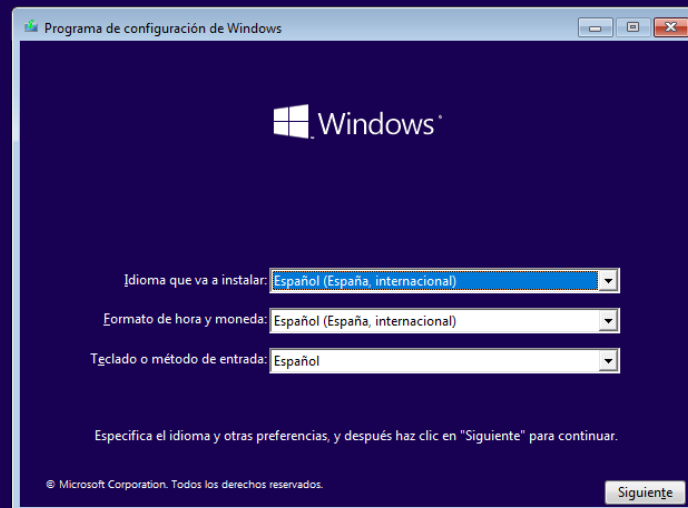 Programa de configuración de Windows
Windows
Idioma que va a instalar: Español (España, internacional)
Formato de hora y moneda: Español (España, internacional)
Teclado o método de entrada: Español
Especifica el idioma y otras preferencias, y después haz clic en "Siguiente" para continuar.
© Microsoft Corporation. Todos los derechos reservados.
Siguiente